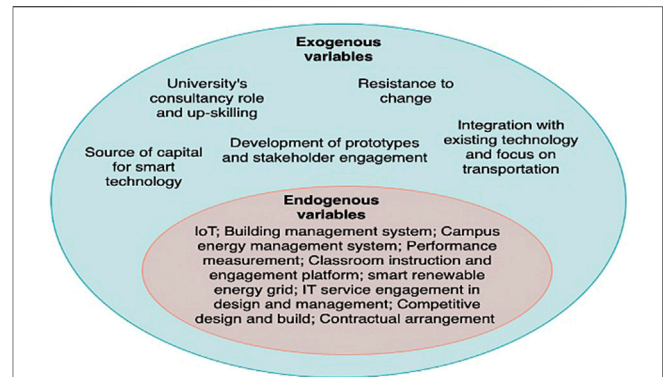 Exogenous
variables
University's
consultancy role
and up-skilling
Resistance to
change
Source of capital
for smart
technology
Development of prototypes
and stakeholder engagement
Integration with
existing technology
and focus on
transportation
Endogenous
variables
IoT; Building management system; Campus
energy management system; Performance
measurement; Classroom instruction and
engagement platform; smart renewable
energy grid; IT service engagement in
design and management; Competitive
design and build; Contractual arrangement